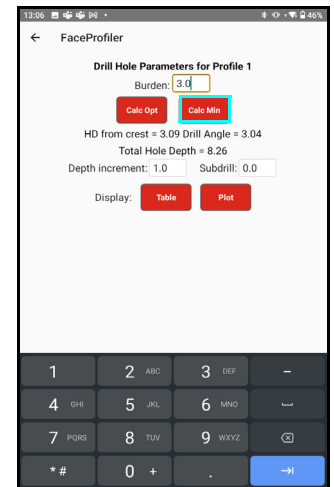 13:06 46%
← FaceProfiler
Drill Hole Parameters for Profile 1
Burden: 3.0
Calc Opt Calc Min
HD from crest = 3.09 Drill Angle = 3.04
Total Hole Depth = 8.26
Depth increment: 1.0 Subdrill: 0.0
Display: Table Plot
1 2 ABC 3 DEF –
4 GHI 5 JKL 6 MNO
7 PQRS 8 TUV 9 WXYZ
* # 0 + .